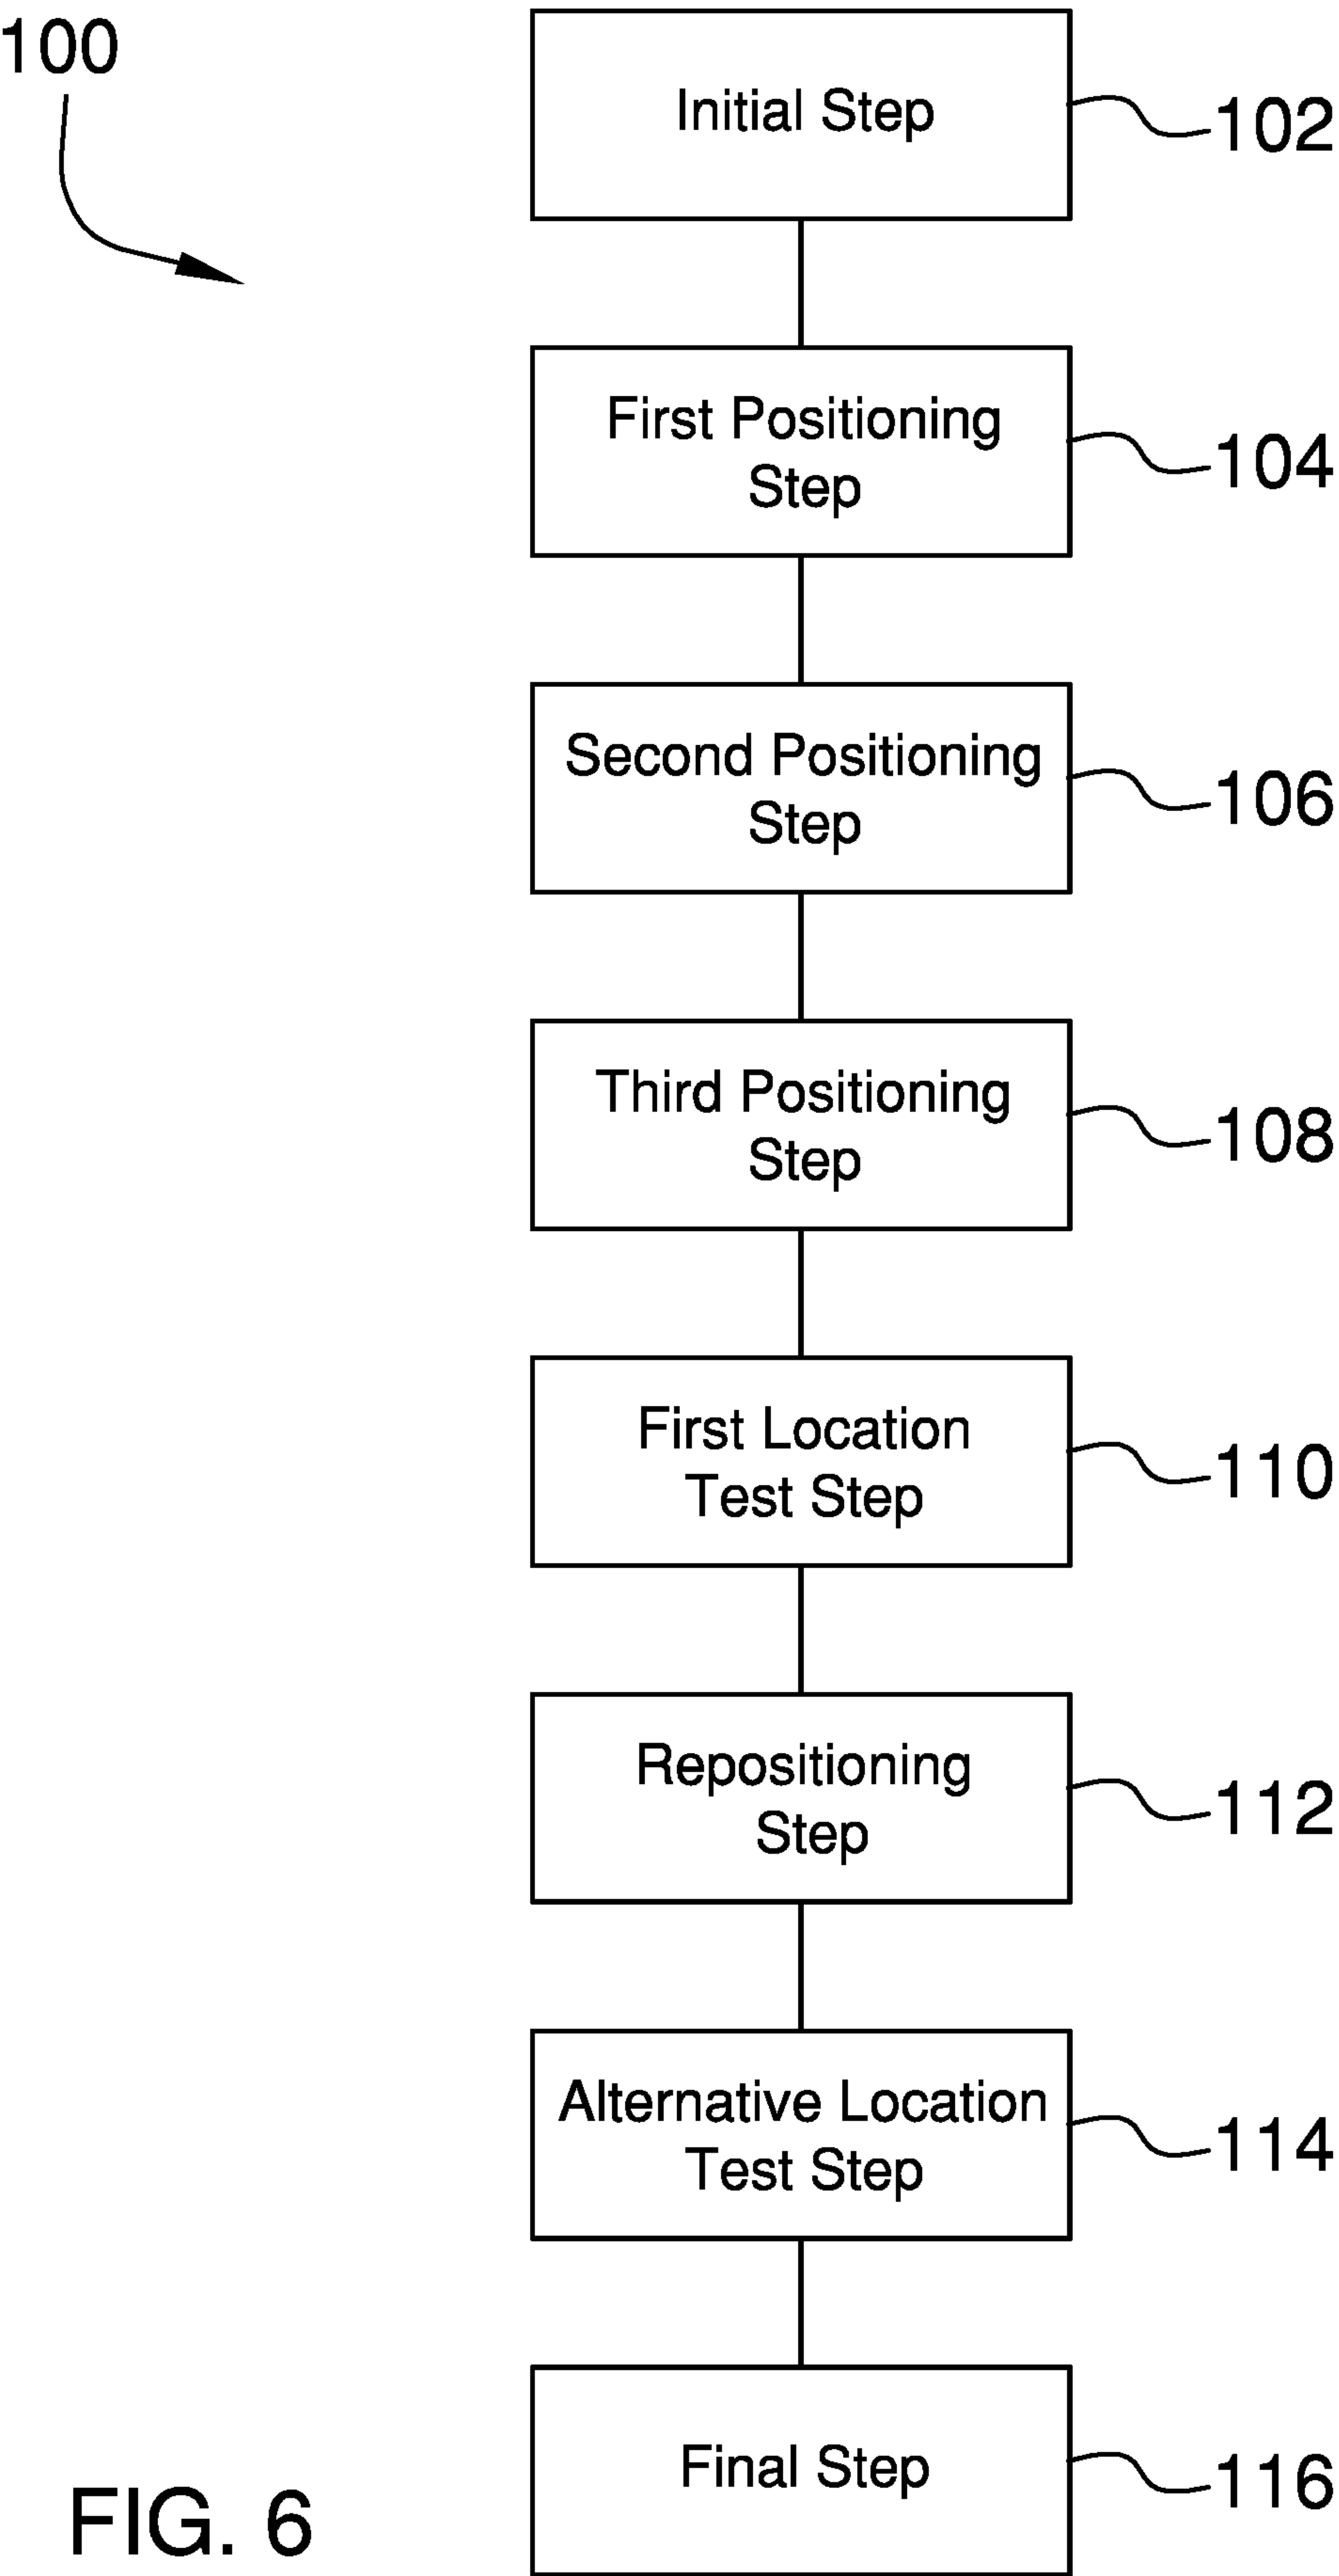 100
Initial Step
102
First Positioning
Step
104
Second Positioning
Step
106
Third Positioning
Step
108
First Location
Test Step
110
Repositioning
Step
112
Alternative Location
Test Step
114
Final Step
116
FIG. 6